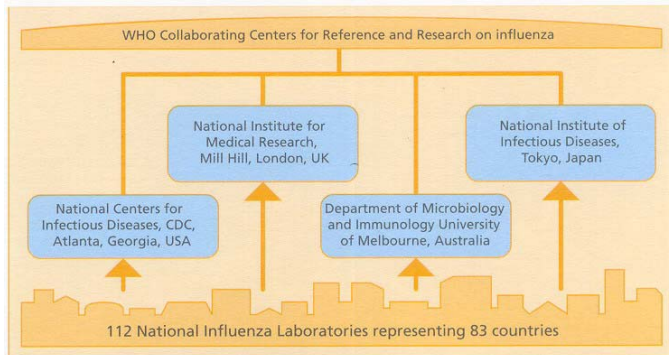 WHO Collaborating Centers for Reference and Research on influenza
National Institute for
Medical Research,
Mill Hill, London, UK
National Institute of
Infectious Diseases,
Tokyo, Japan
National Centers for
Infectious Diseases, CDC,
Atlanta, Georgia, USA
Department of Microbiology
and Immunology University
of Melbourne, Australia
112 National Influenza Laboratories representing 83 countries